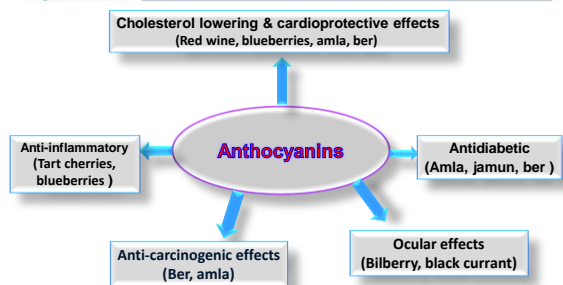 Cholesterol lowering & cardioprotective effects
(Red wine, blueberries, amla, ber)
Anti-inflammatory
(Tart cherries,
blueberries )
Anthocyanins
Antidiabetic
(Amla, jamun, ber )
Anti-carcinogenic effects
(Ber, amla)
Ocular effects
(Bilberry, black currant)